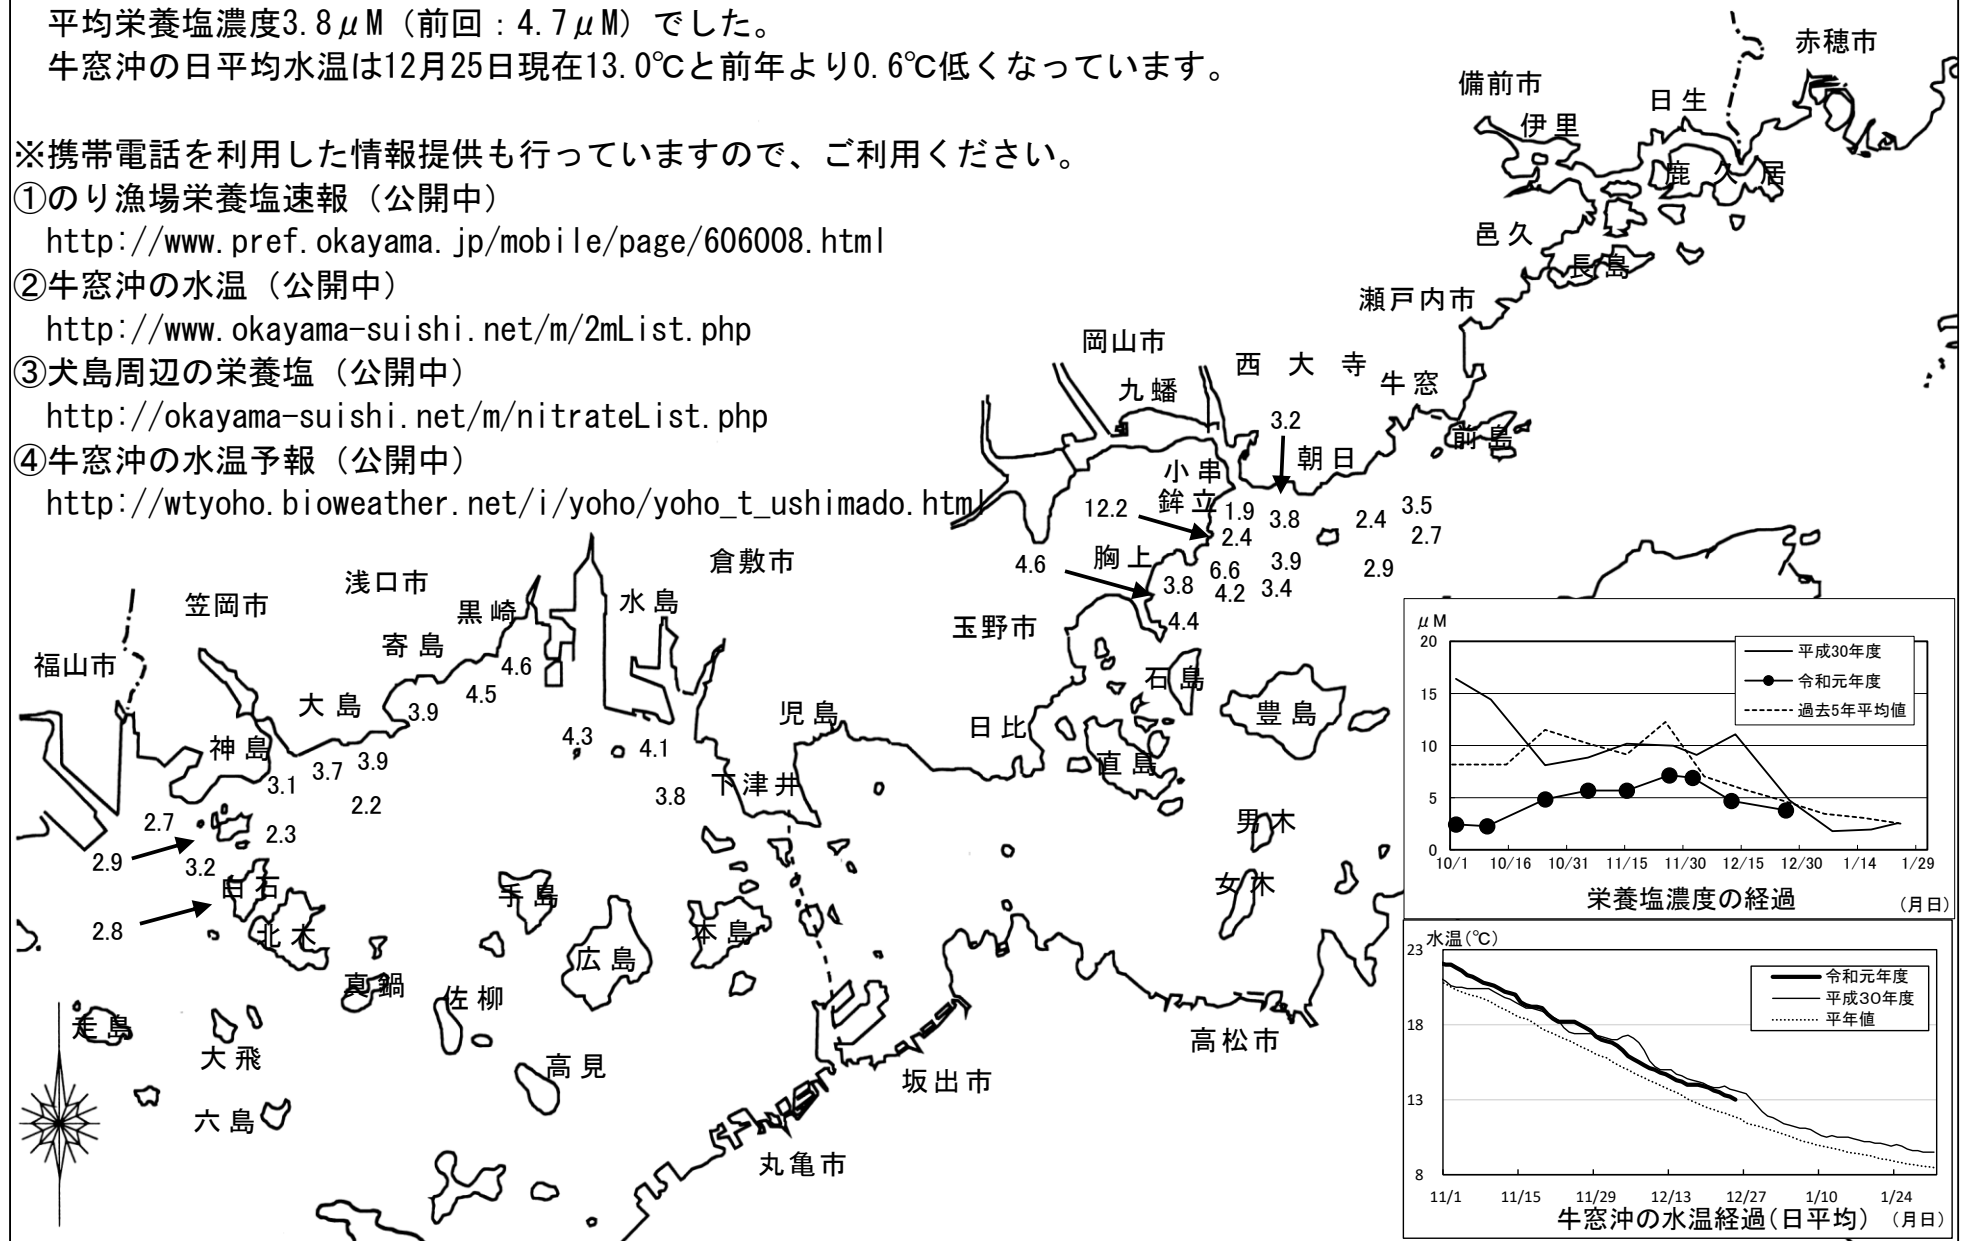 平均栄養塩濃度3.8μM（前回：4.7μM）でした。
牛窓沖の日平均水温は12月25日現在13.0℃と前年より0.6℃低くなっています。
※携帯電話を利用した情報提供も行っていますので、ご利用ください。
①のり漁場栄養塩速報（公開中）
http://www.pref.okayama.jp/mobile/page/606008.html
②牛窓沖の水温（公開中）
http://www.okayama-suishi.net/m/2mList.php
③犬島周辺の栄養塩（公開中）
http://okayama-suishi.net/m/nitrateList.php
④牛窓沖の水温予報（公開中）
http://wtyoho.bioweather.net/i/yoho/yoho_t_ushimado.html
赤穂市
備前市
日生
伊里
鹿久居
邑久
長島
瀬戸内市
岡山市
西大寺
九蟠
牛窓
前島
3.2
朝日
小串
鉾立
12.2
1.9
3.8
2.4
3.5
2.4
2.7
胸上
4.6
3.9
6.6
2.9
3.8
4.2
3.4
4.4
倉敷市
浅口市
笠岡市
黒崎
水島
玉野市
寄島
福山市
4.6
4.5
石島
大島
3.9
児島
豊島
日比
神島
4.3
4.1
3.9
3.7
直島
3.1
下津井
3.8
2.2
2.7
男木
2.3
2.9
3.2
白石
女木
手島
2.8
北木
本島
広島
真鍋
佐柳
走島
大飛
高見
高松市
坂出市
六島
丸亀市
μM
20
15
10
5
0
平成30年度
令和元年度
過去5年平均値
10/1 10/16 10/31 11/15 11/30 12/15 12/30 1/14 1/29
栄養塩濃度の経過 （月日）
水温（℃）
23
18
13
8
令和元年度
平成30年度
平年値
11/1 11/15 11/29 12/13 12/27 1/10 1/24
牛窓沖の水温経過（日平均） （月日）